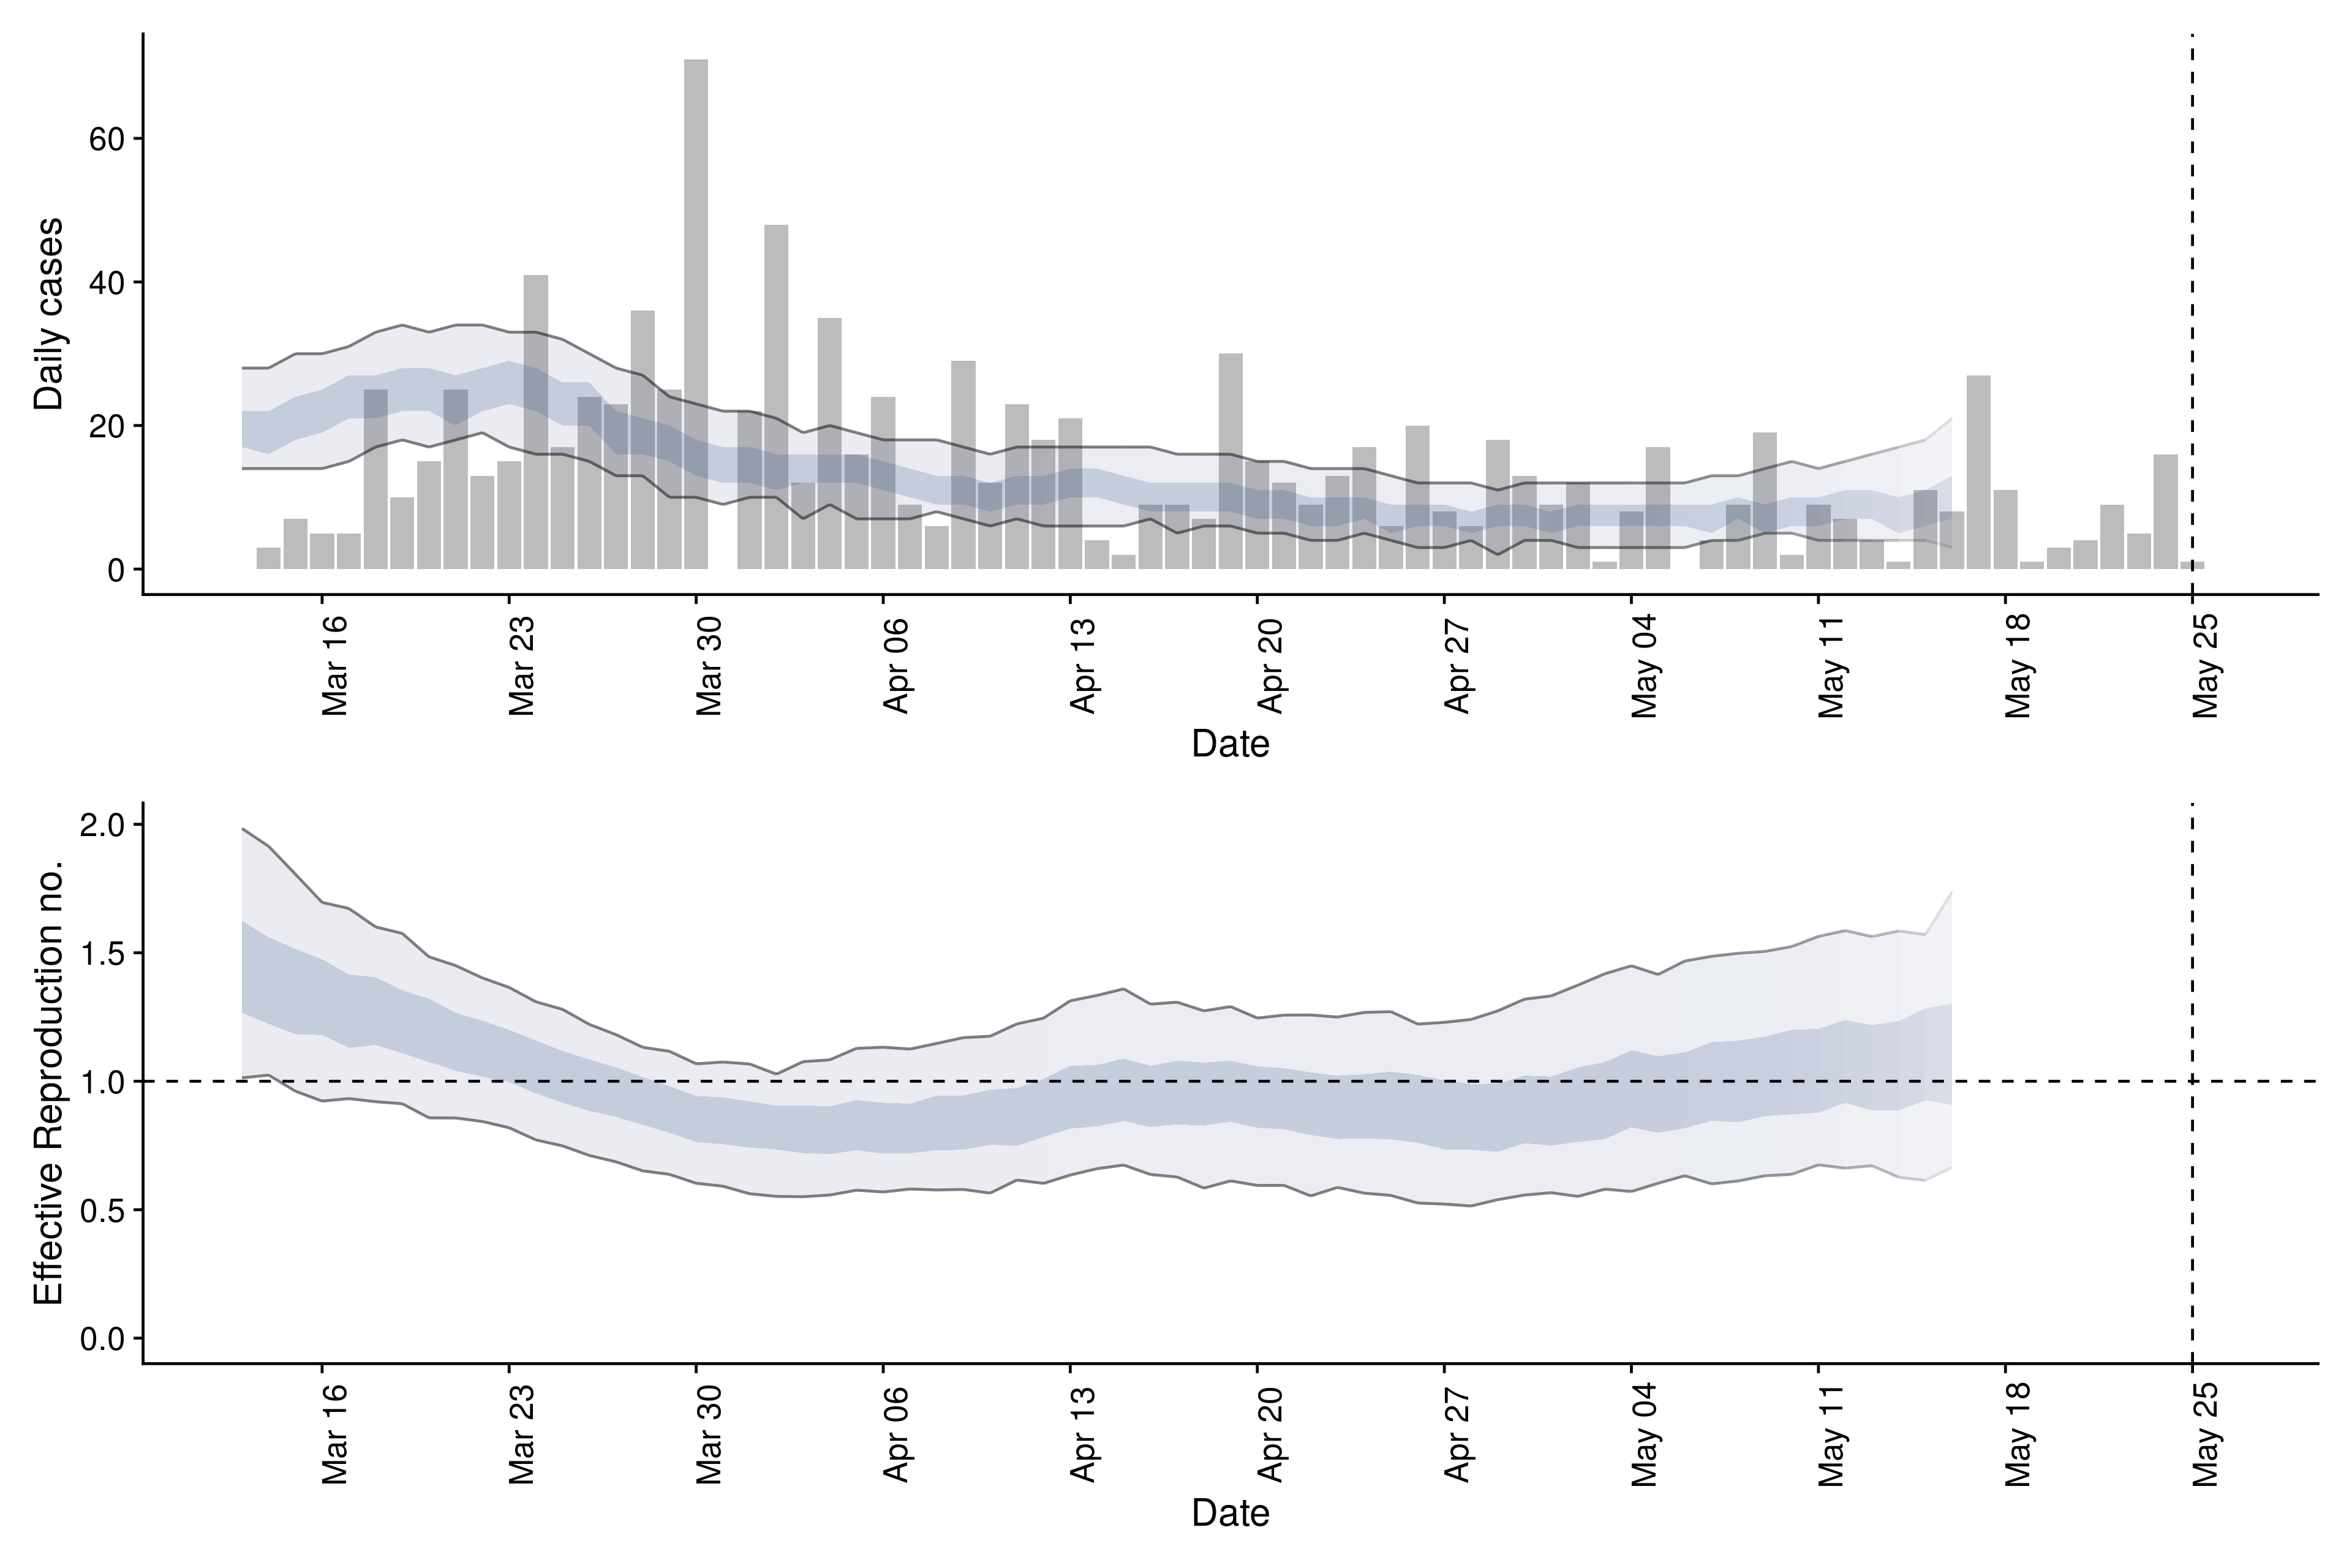 Daily cases
60
40
20
0
Mar 16
Mar 23
Mar 30
Apr 06
Apr 13
Apr 20
Apr 27
May 04
May 11
May 18
May 25
Date
Effective Reproduction no.
2.0
1.5
1.0
0.5
0.0
Mar 16
Mar 23
Mar 30
Apr 06
Apr 13
Apr 20
Apr 27
May 04
May 11
May 18
May 25
Date